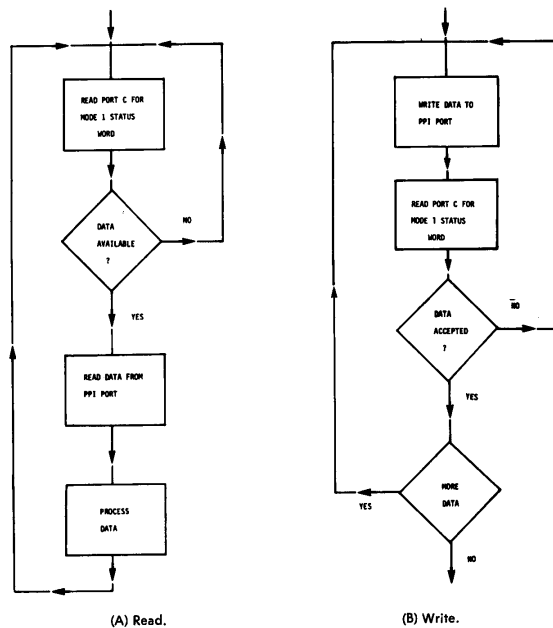 READ PORT C FOR
MODE 1 STATUS
WORD
DATA
AVAILABLE
?
NO
YES
READ DATA FROM
PPI PORT
PROCESS
DATA
(A) Read.
WRITE DATA TO
PPI PORT
READ PORT C FOR
MODE 1 STATUS
WORD
DATA
ACCEPTED
?
NO
YES
MORE
DATA
YES
NO
(B) Write.